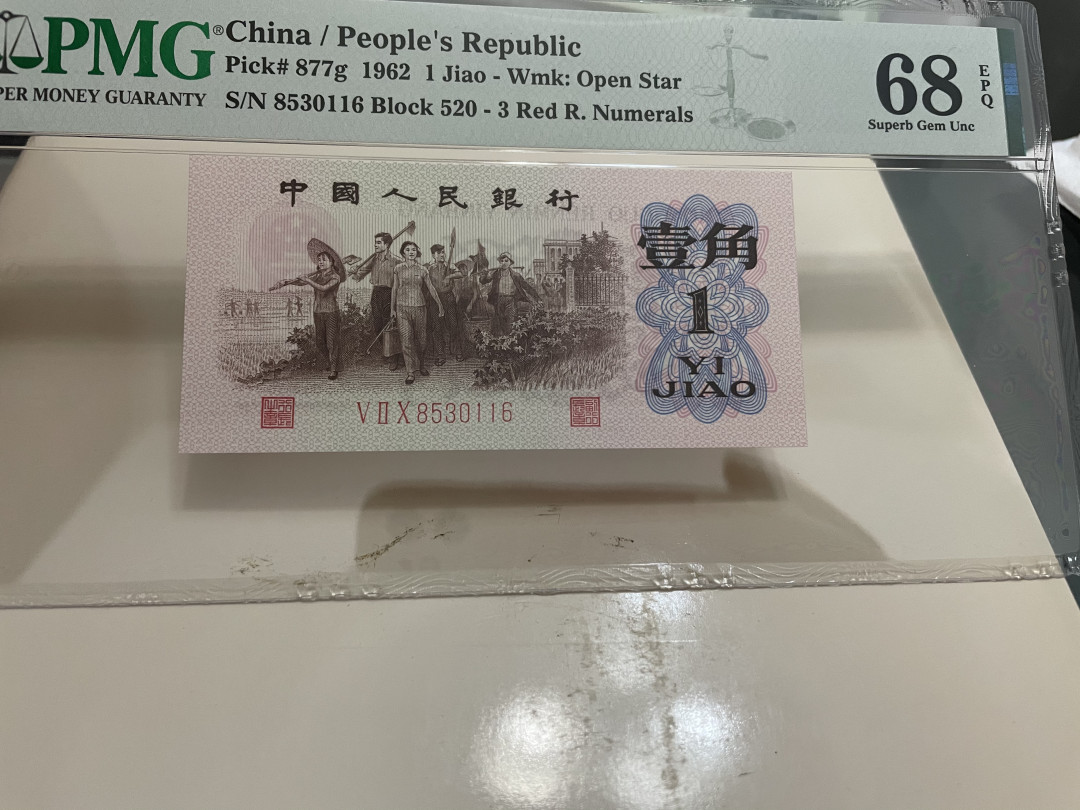 PMG®
PER MONEY GUARANTY
China / People's Republic
Pick# 877g 1962 1 Jiao - Wmk: Open Star
S/N 8530116 Block 520 - 3 Red R. Numerals
68 EPQ
Superb Gem Unc
中國人民銀行
壹角
1
YI
JIAO
V II X 8530116